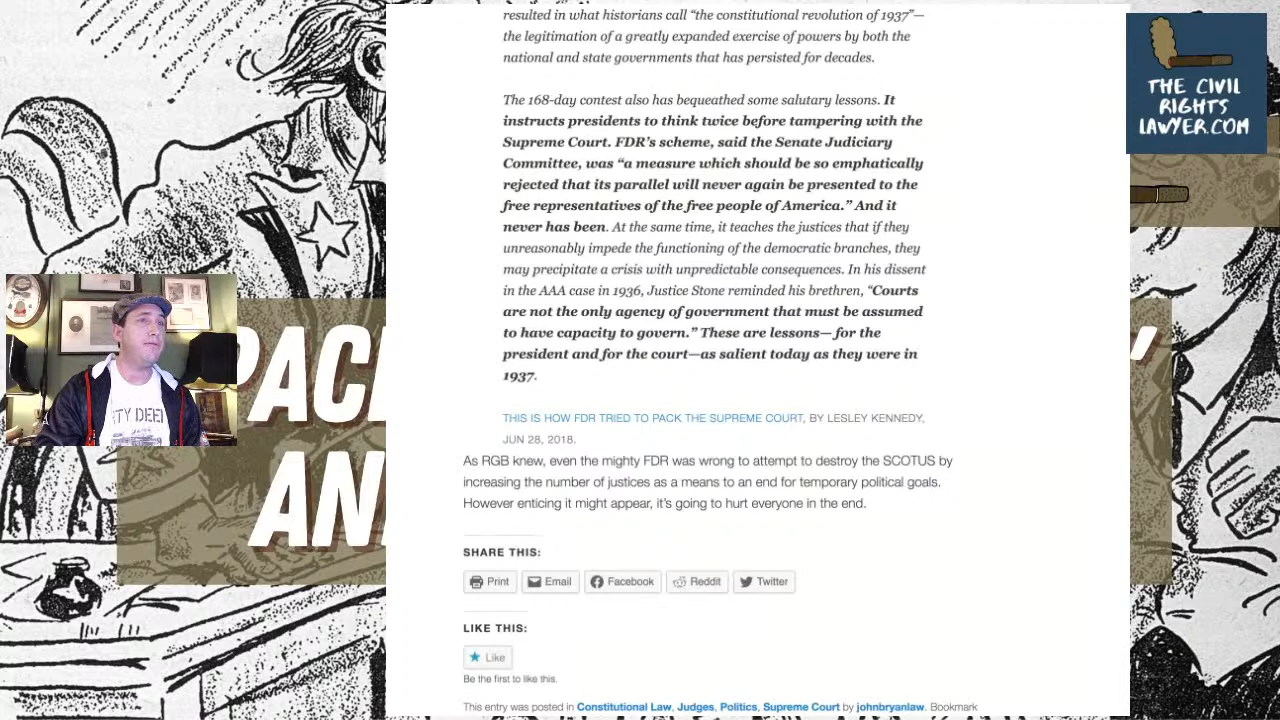 resulted in what historians call “the constitutional revolution of 1937”—
the legitimation of a greatly expanded exercise of powers by both the
national and state governments that has persisted for decades.
The 168-day contest also has bequeathed some salutary lessons. It
instructs presidents to think twice before tampering with the
Supreme Court. FDR’s scheme, said the Senate Judiciary
Committee, was “a measure which should be so emphatically
rejected that its parallel will never again be presented to the
free representatives of the free people of America.” And it
never has been. At the same time, it teaches the justices that if they
unreasonably impede the functioning of the democratic branches, they
may precipitate a crisis with unpredictable consequences. In his dissent
in the AAA case in 1936, Justice Stone reminded his brethren, “Courts
are not the only agency of government that must be assumed
to have capacity to govern.” These are lessons— for the
president and for the court—as salient today as they were in
1937.
THIS IS HOW FDR TRIED TO PACK THE SUPREME COURT, BY LESLEY KENNEDY,
JUN 28, 2018.
As RGB knew, even the mighty FDR was wrong to attempt to destroy the SCOTUS by
increasing the number of justices as a means to an end for temporary political goals.
However enticing it might appear, it’s going to hurt everyone in the end.
SHARE THIS:
Print Email Facebook Reddit Twitter
LIKE THIS:
Like
Be the first to like this.
This entry was posted in Constitutional Law, Judges, Politics, Supreme Court by johnbryanlaw. Bookmark
THE CIVIL
RIGHTS
LAWYER.COM